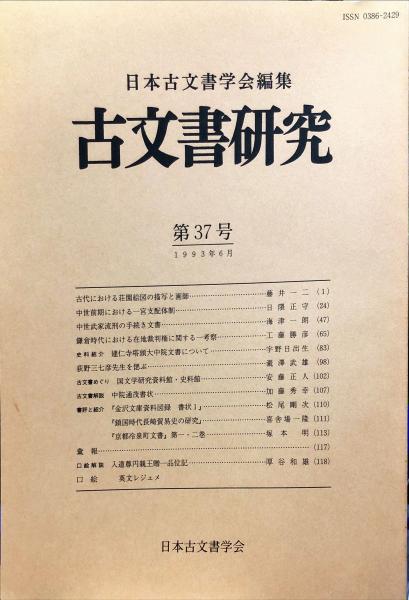 ISSN 0386-2429
日本古文書学会編集
古文書研究
第37号
1993年6月
古代における荘園絵図の描写と画師……藤井一二 (1)
中世前期における一宮支配体制……日隈正守 (24)
中世武家流刑の手続き文書……海津一朗 (47)
鎌倉時代における在地裁判権に関する一考察……工藤勝彦 (65)
史料紹介 建仁寺塔頭大中院文書について……宇野日出生 (83)
荻野三七彦先生を偲ぶ……瀧澤武雄 (98)
古文書めぐり 国文学研究資料館・史料館……安藤正人 (102)
古文書解説 中院通茂書状……加藤秀幸 (107)
書評と紹介 『金沢文庫資料図録 書状1』……松尾剛次 (110)
『鎖国時代長崎貿易史の研究』……喜舎場一隆 (111)
『京都冷泉町文書』第一・二巻……塚本明 (113)
彙報……(117)
口絵解説 入道尊円親王贈一品位記……厚谷和雄 (118)
口絵 英文レジェメ
日本古文書学会